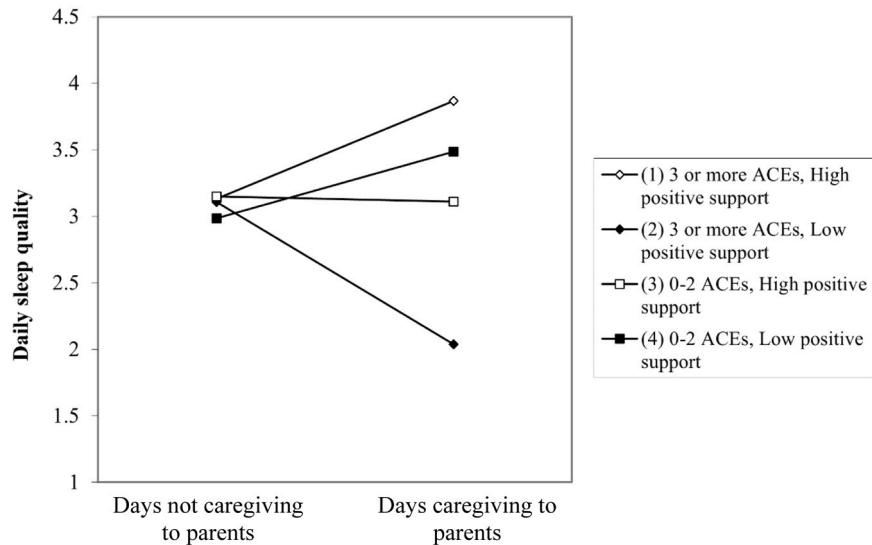 4.5
4
3.5
3
2.5
2
1.5
1
Daily sleep quality
Days not caregiving
to parents
Days caregiving to
parents
(1) 3 or more ACEs, High
positive support
(2) 3 or more ACEs, Low
positive support
(3) 0-2 ACEs, High positive
support
(4) 0-2 ACEs, Low positive
support